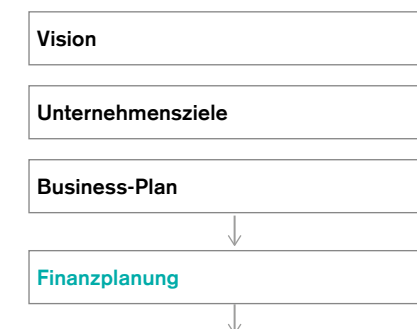 Vision
Unternehmensziele
Business-Plan
Finanzplanung